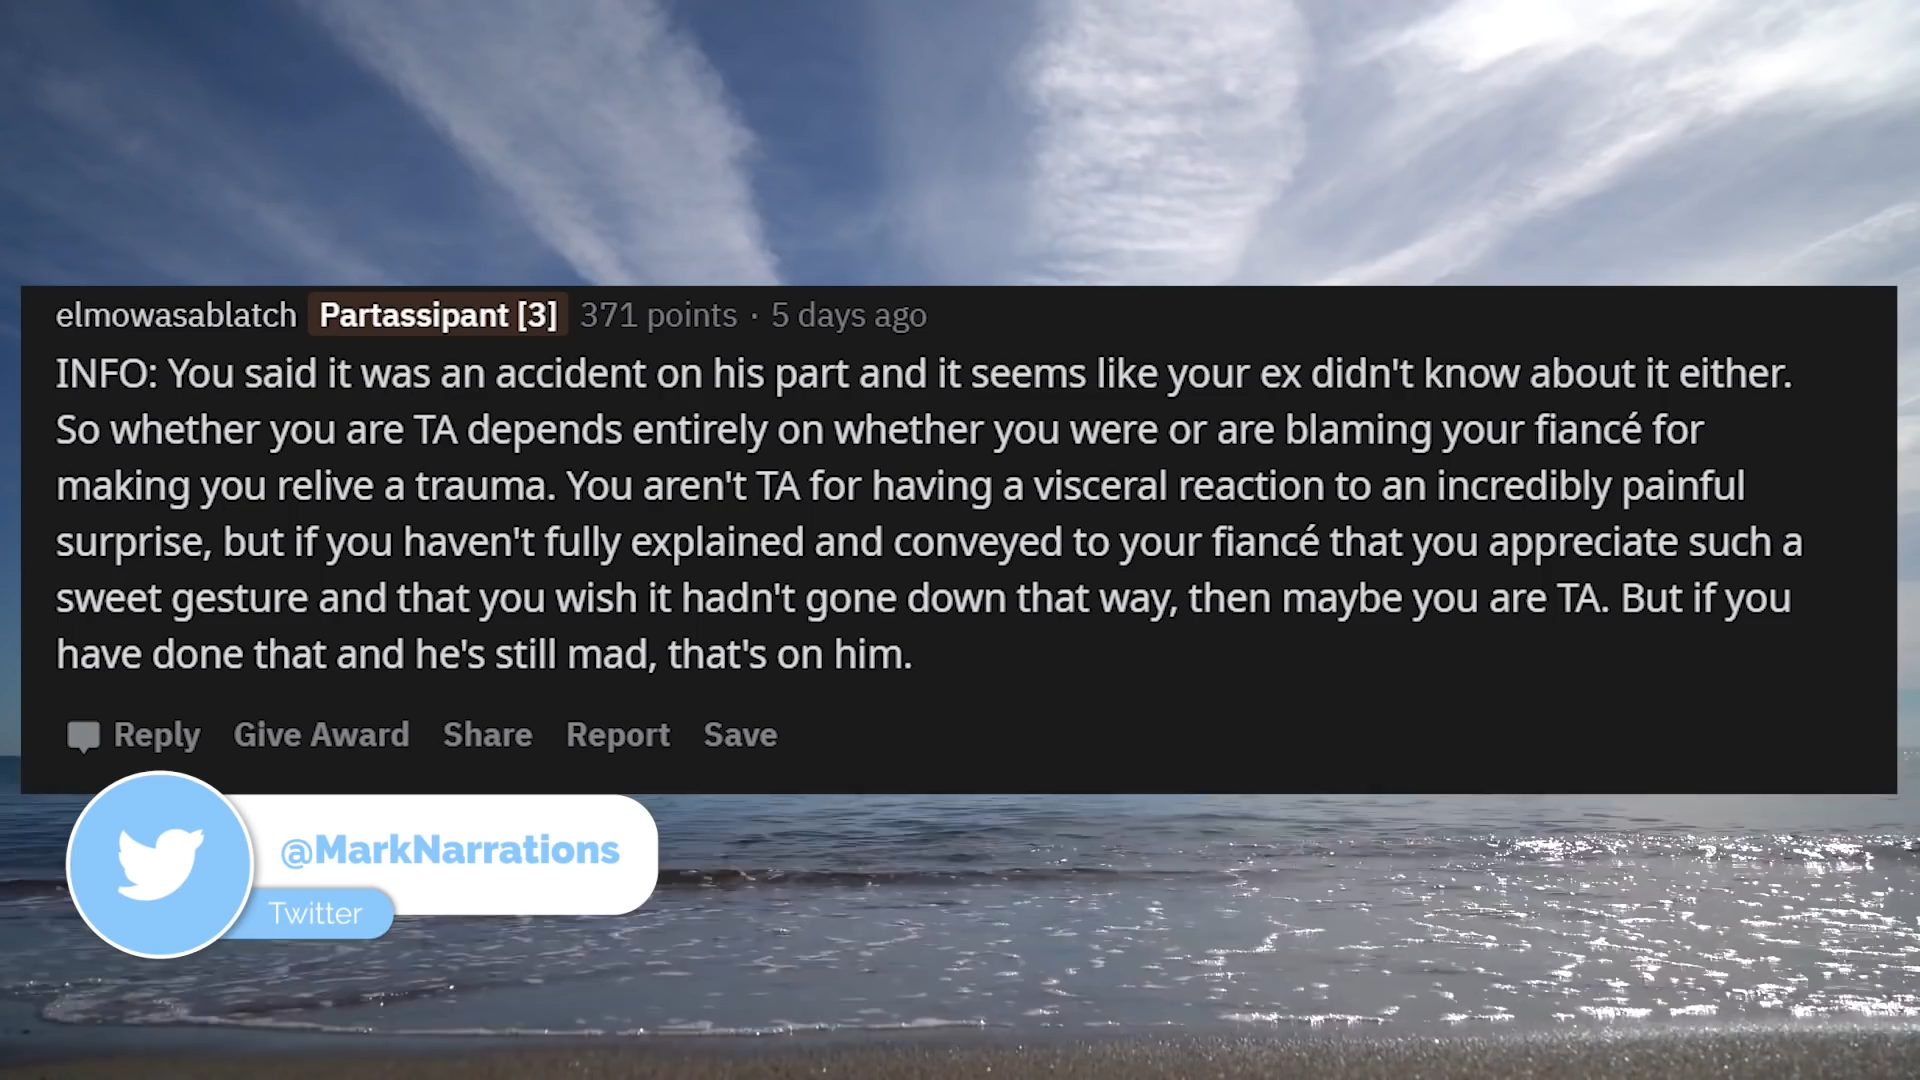 elmowasablatch Partassipant [3] 371 points · 5 days ago
INFO: You said it was an accident on his part and it seems like your ex didn't know about it either.
So whether you are TA depends entirely on whether you were or are blaming your fiancé for
making you relive a trauma. You aren't TA for having a visceral reaction to an incredibly painful
surprise, but if you haven't fully explained and conveyed to your fiancé that you appreciate such a
sweet gesture and that you wish it hadn't gone down that way, then maybe you are TA. But if you
have done that and he's still mad, that's on him.
Reply Give Award Share Report Save
@MarkNarrations
Twitter